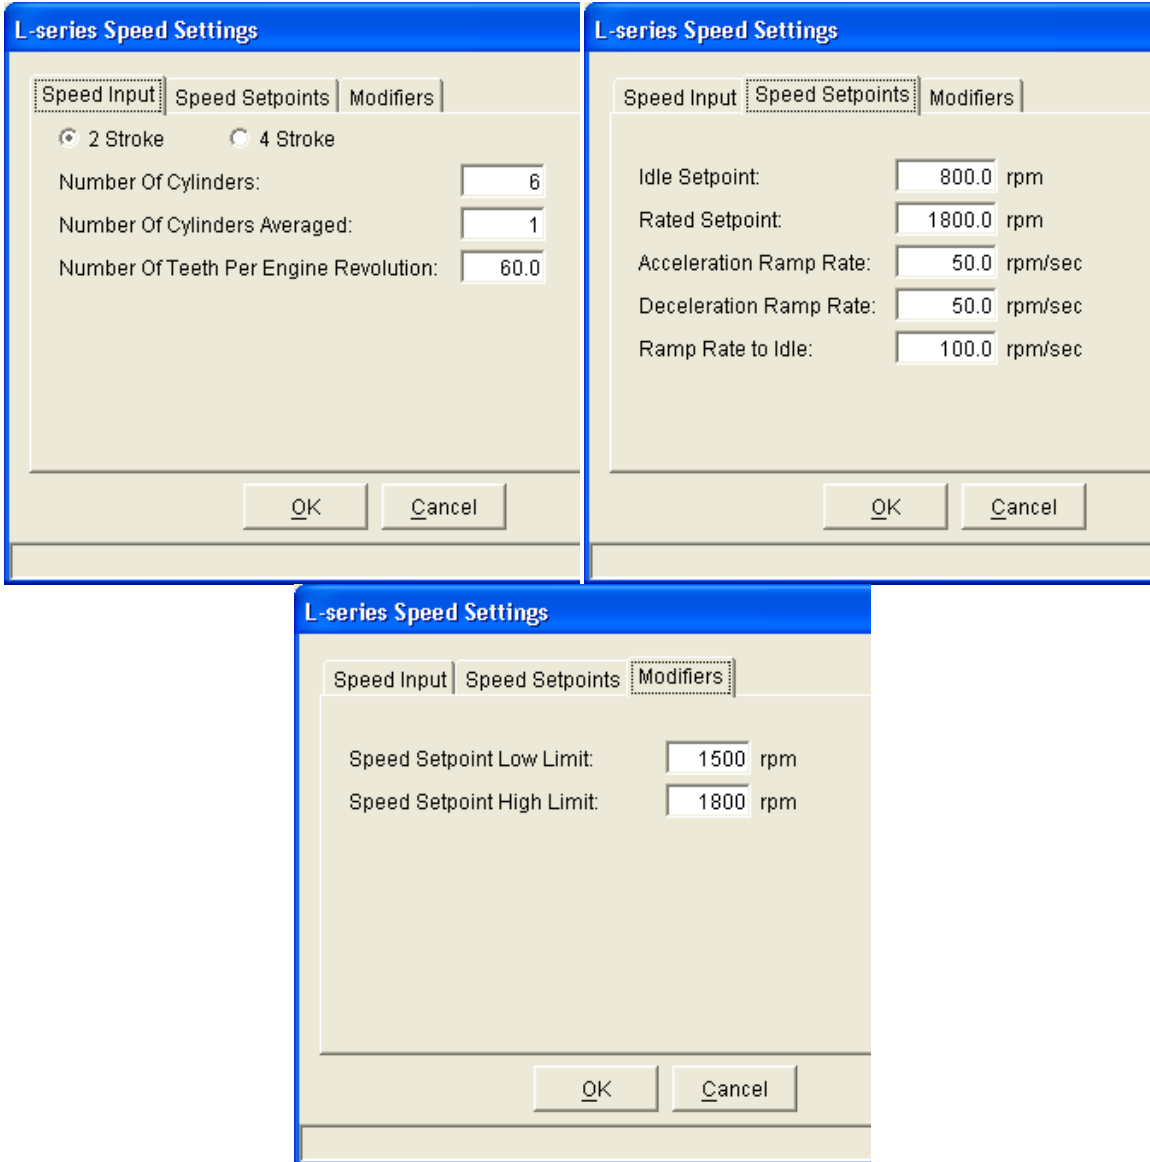 L-series Speed Settings
Speed Input Speed Setpoints Modifiers
2 Stroke 4 Stroke
Number Of Cylinders: 6
Number Of Cylinders Averaged: 1
Number Of Teeth Per Engine Revolution: 60.0
OK Cancel
L-series Speed Settings
Speed Input Speed Setpoints Modifiers
Idle Setpoint: 800.0 rpm
Rated Setpoint: 1800.0 rpm
Acceleration Ramp Rate: 50.0 rpm/sec
Deceleration Ramp Rate: 50.0 rpm/sec
Ramp Rate to Idle: 100.0 rpm/sec
OK Cancel
L-series Speed Settings
Speed Input Speed Setpoints Modifiers
Speed Setpoint Low Limit: 1500 rpm
Speed Setpoint High Limit: 1800 rpm
OK Cancel